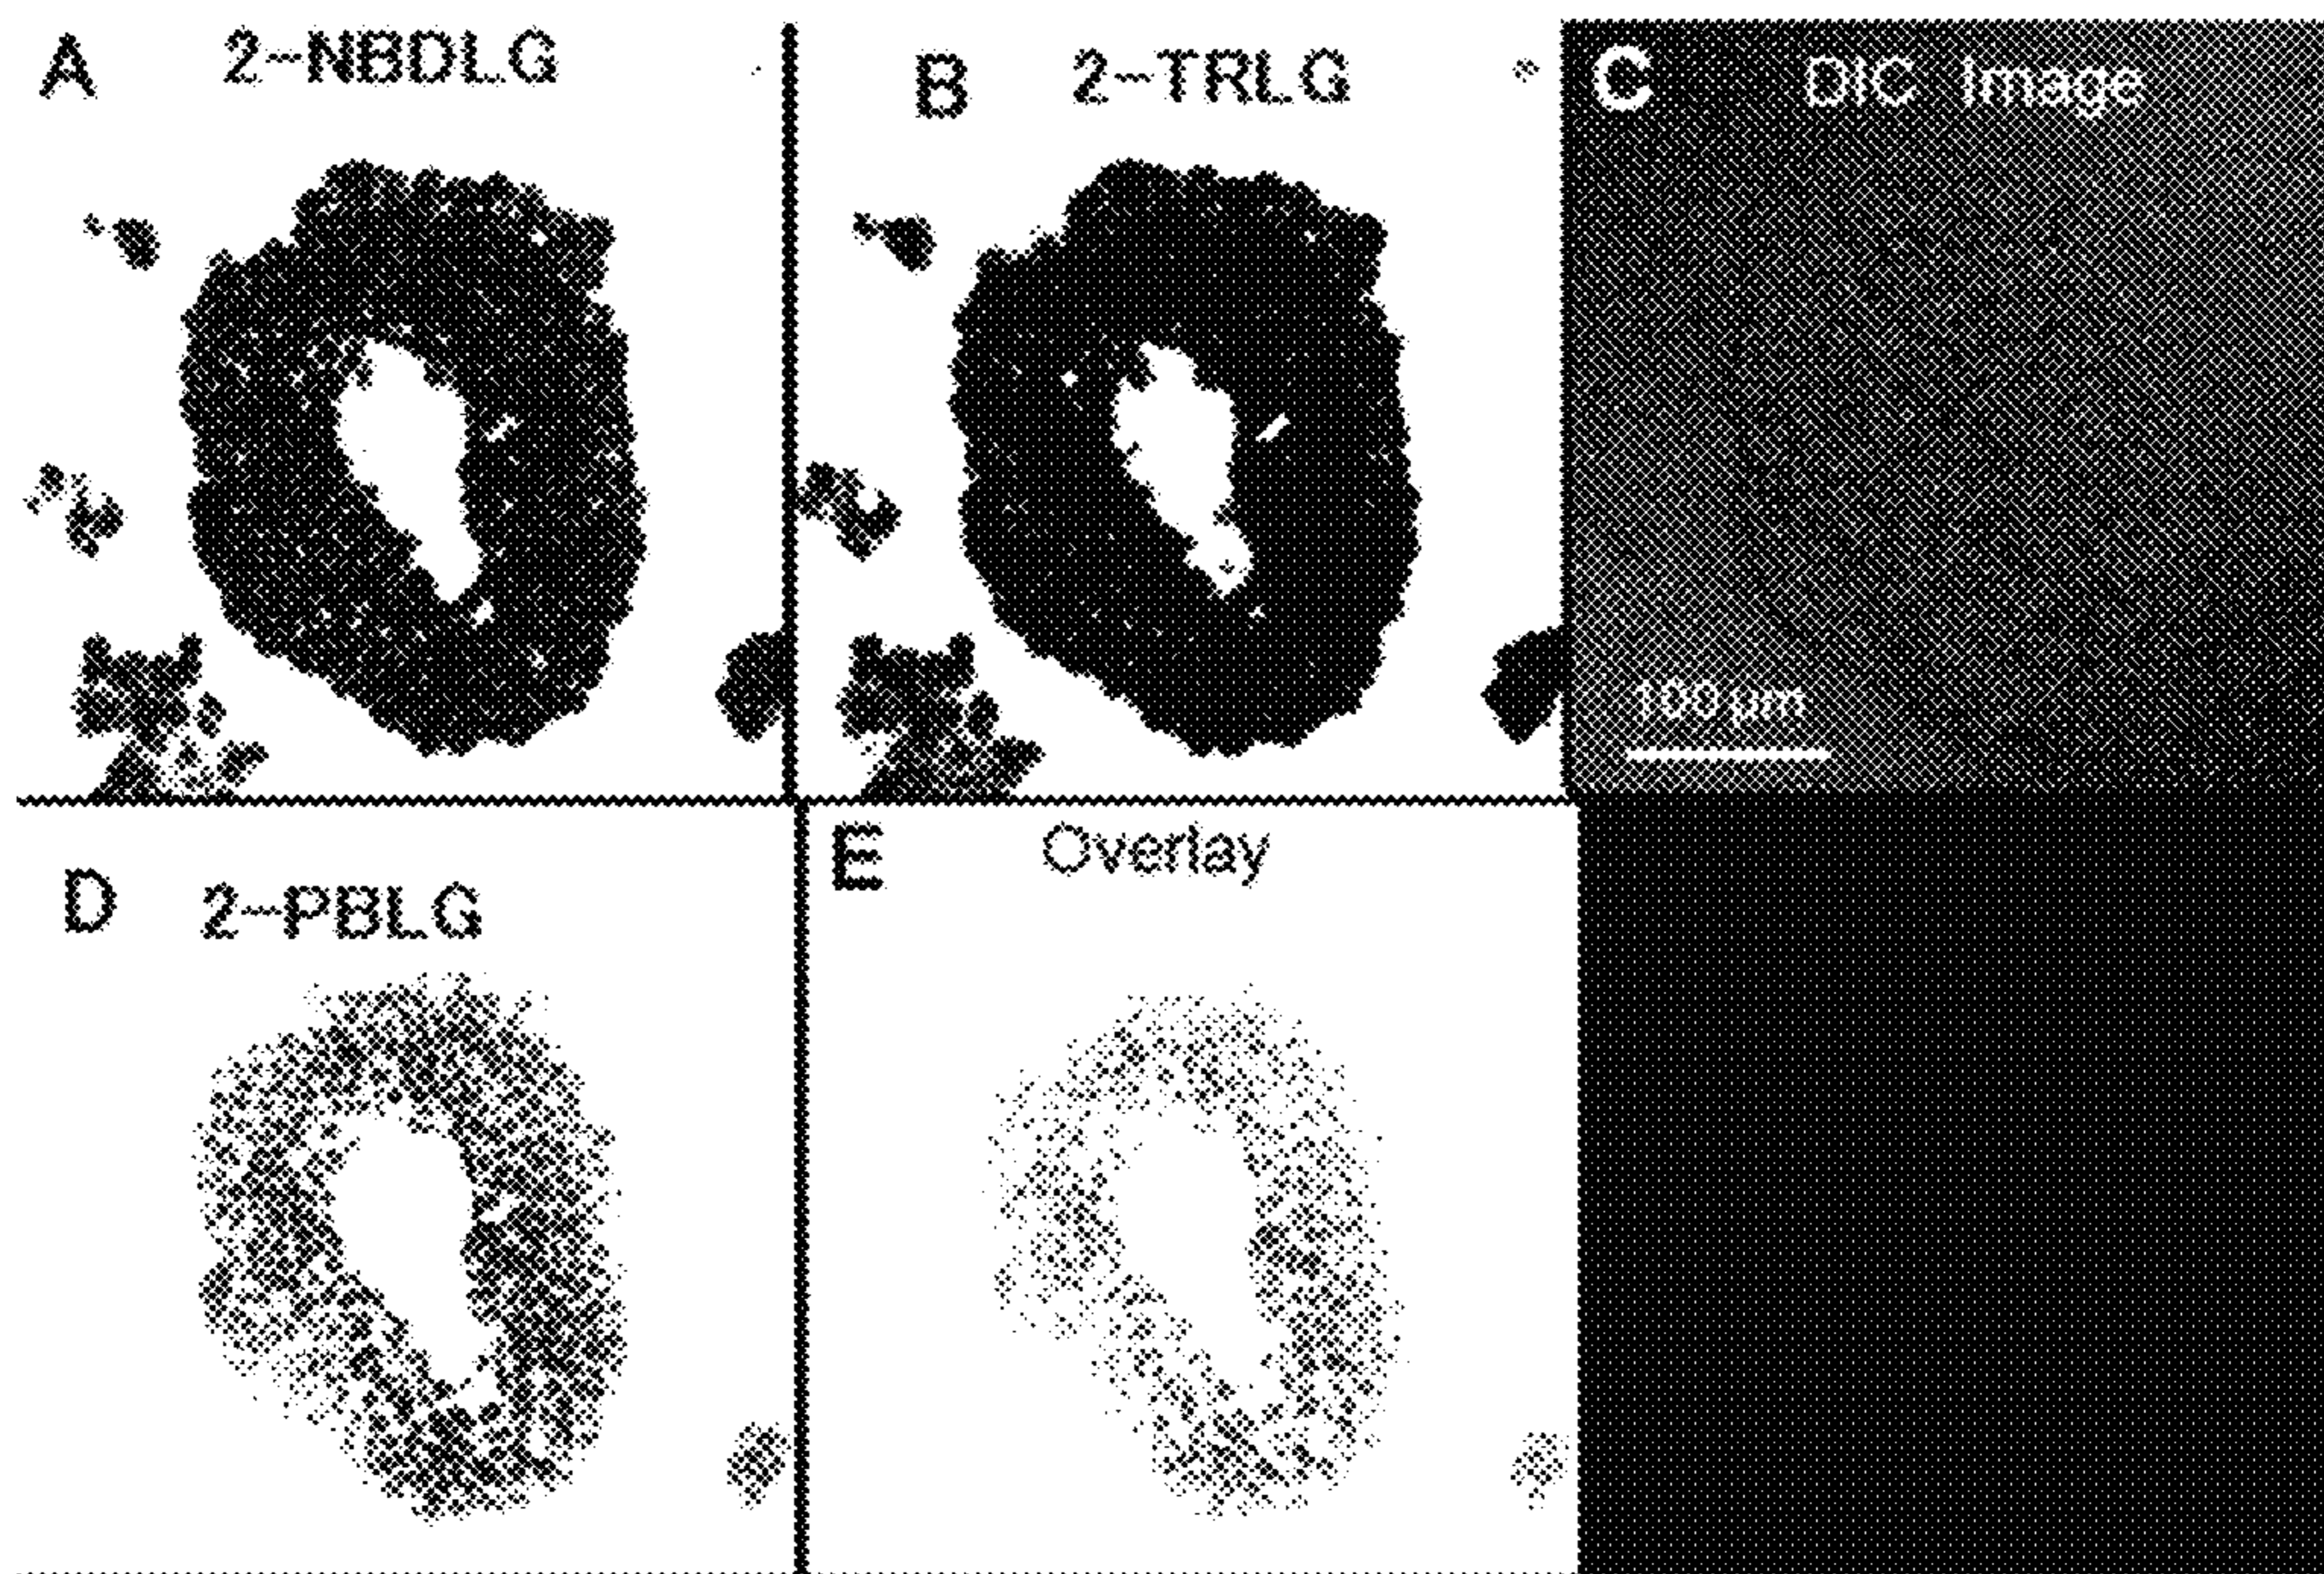 A 2-NBDLG
B 2-TRLG
C DIC Image
100 µm
D 2-PBLG
E Overlay